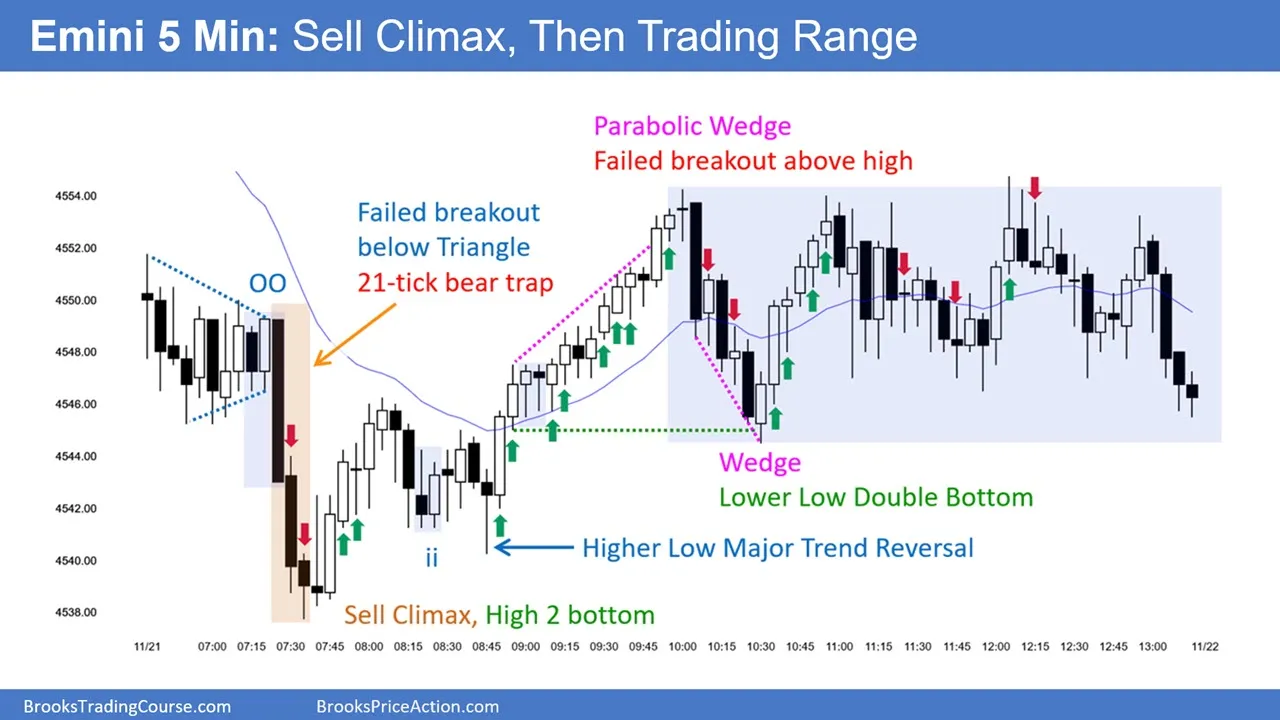 Emini 5 Min: Sell Climax, Then Trading Range
Parabolic Wedge
Failed breakout above high
Failed breakout
below Triangle
21-tick bear trap
OO
4554.00
4552.00
4550.00
4548.00
4546.00
4544.00
4542.00
4540.00
4538.00
Wedge
Lower Low Double Bottom
ii
Higher Low Major Trend Reversal
Sell Climax, High 2 bottom
11/21 07:00 07:15 07:30 07:45 08:00 08:15 08:30 08:45 09:00 09:15 09:30 09:45 10:00 10:15 10:30 10:45 11:00 11:15 11:30 11:45 12:00 12:15 12:30 12:45 13:00 11/22
BrooksTradingCourse.com BrooksPriceAction.com